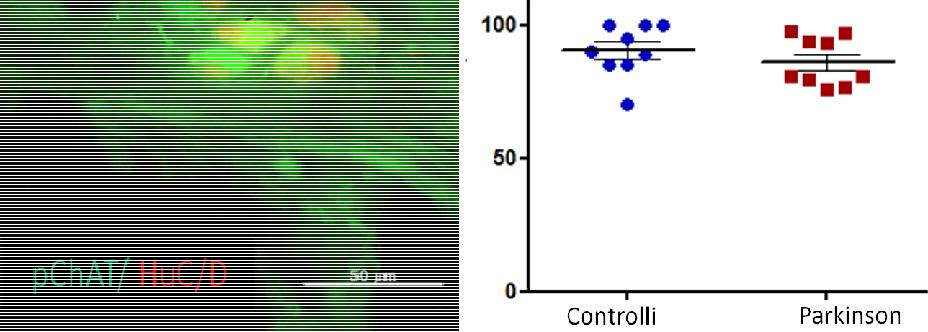 pChAT/ HuC/D
50 µm
100
50
0
Controlli
Parkinson